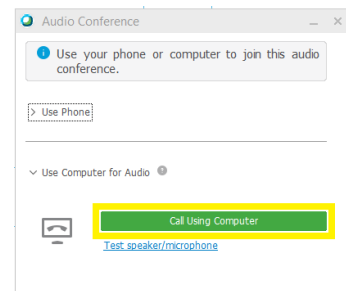 Audio Conference
Use your phone or computer to join this audio
conference.
> Use Phone
Use Computer for Audio
Call Using Computer
Test speaker/microphone